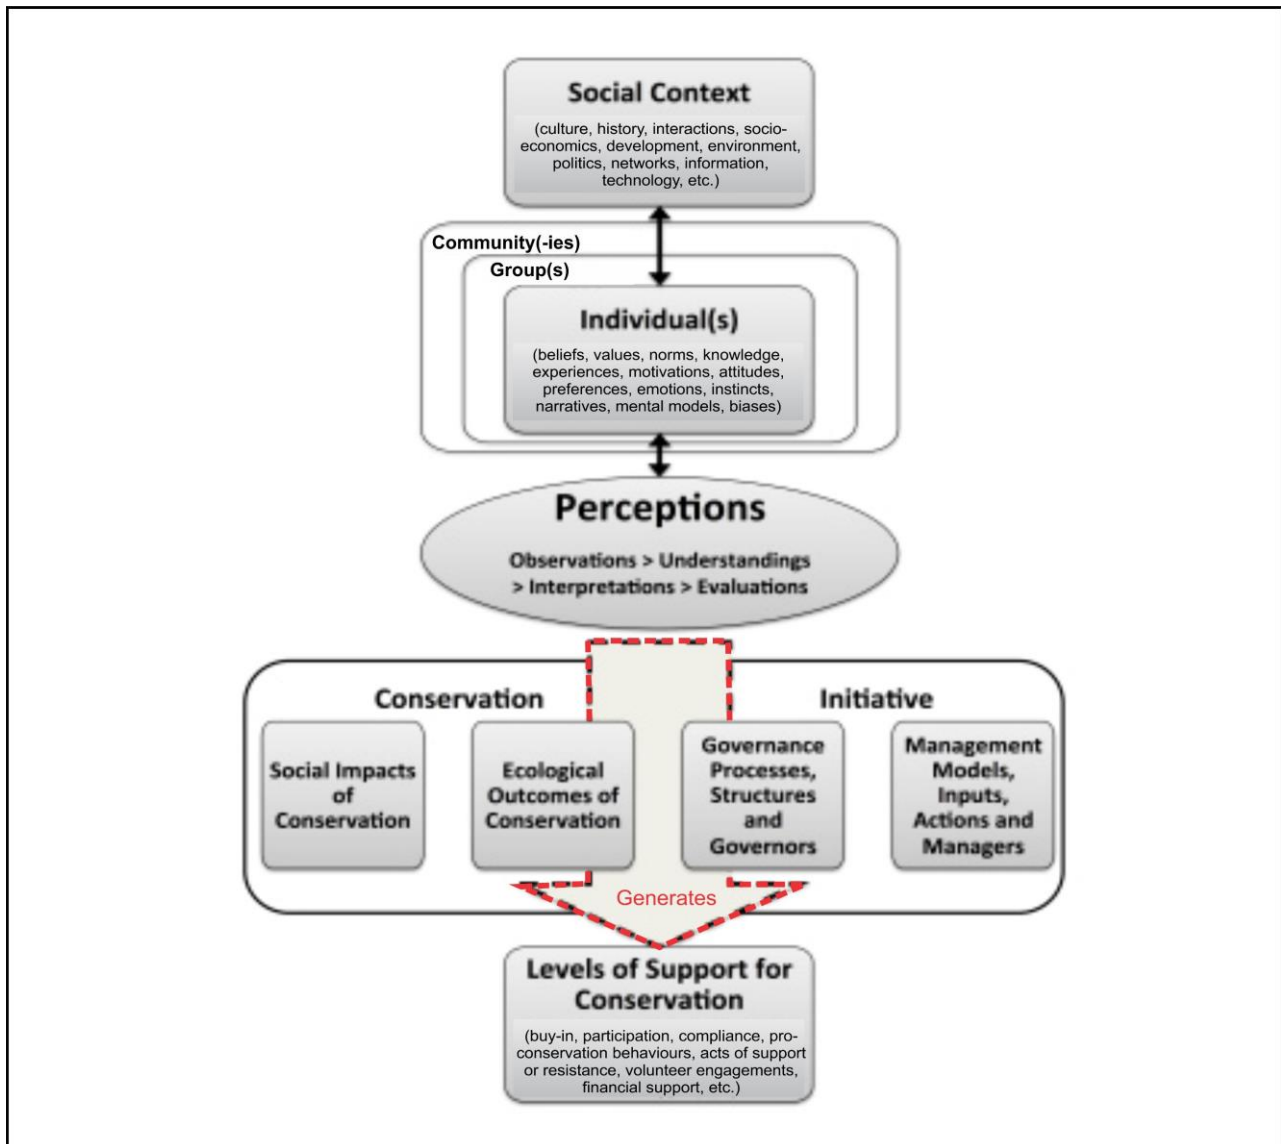 Social Context
(culture, history, interactions, socio-
economics, development, environment,
politics, networks, information,
technology, etc.)
Community(-ies)
Group(s)
Individual(s)
(beliefs, values, norms, knowledge,
experiences, motivations, attitudes,
preferences, emotions, instincts,
narratives, mental models, biases)
Perceptions
Observations > Understandings
> Interpretations > Evaluations
Conservation
Initiative
Social Impacts
of
Conservation
Ecological
Outcomes of
Conservation
Governance
Processes,
Structures
and
Governors
Management
Models,
Inputs,
Actions and
Managers
Generates
Levels of Support for
Conservation
(buy-in, participation, compliance, pro-
conservation behaviours, acts of support
or resistance, volunteer engagements,
financial support, etc.)